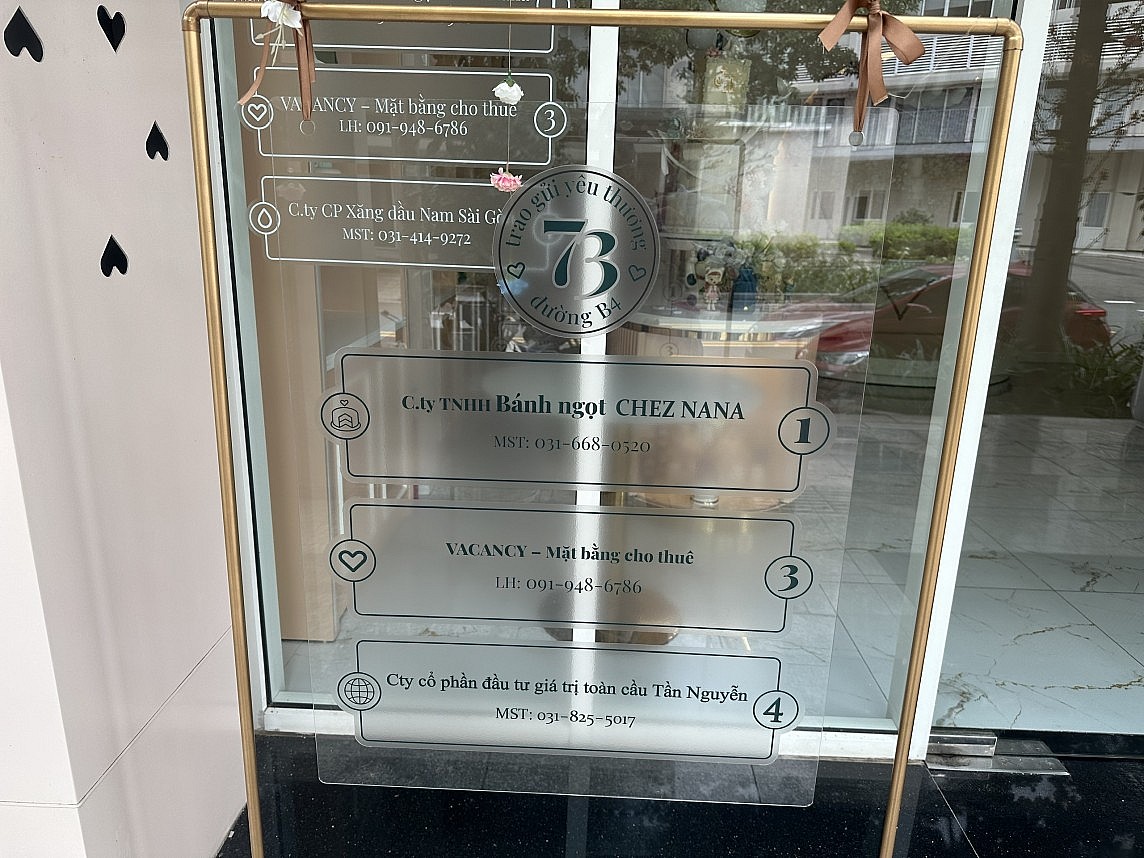 VACANCY – Mặt bằng cho thuê
LH: 091-948-6786
3
C.ty CP Xăng dầu Nam Sài
MST: 031-414-9272
trao gửi yêu thương
73
đường B4
C.ty TNHH Bánh ngọt CHEZ NANA
MST: 031-668-0520
1
VACANCY – Mặt bằng cho thuê
LH: 091-948-6786
3
Cty cổ phần đầu tư giá trị toàn cầu Tần Nguyễn
MST: 031-825-5017
4